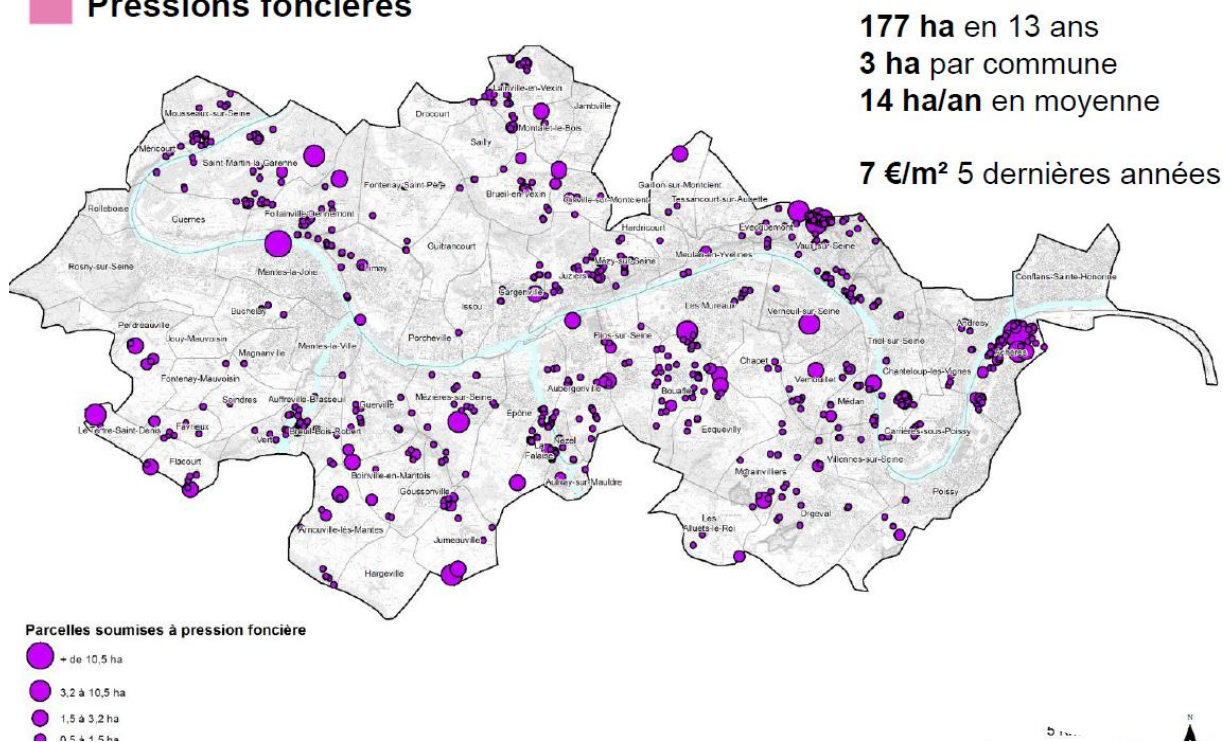 Pressions foncières
177 ha en 13 ans
3 ha par commune
14 ha/an en moyenne
7 €/m² 5 dernières années
Lainville-en-Vexin
Jambville
Mousseaux-sur-Seine
Drocourt
Montalet-le-Bois
Sailly
Méricourt
Saint-Martin-la-Garenne
Fontenay-Saint-Père
Brueil-en-Vexin
Gaillon-sur-Montcient
Oinville-sur-Montcient
Tessancourt-sur-Aubette
Rolleboise
Guernes
Follainville-Dennemont
Hardricourt
Evecquemont
Guitrancourt
Vaux-sur-Seine
Rosny-sur-Seine
Mantes-la-Jolie
Limay
Mézy-sur-Seine
Meulan-en-Yvelines
Juziers
Conflans-Sainte-Honorine
Gargenville
Issou
Les Mureaux
Verneuil-sur-Seine
Buchelay
Perdreauville
Andrésy
Jouy-Mauvoisin
Mantes-la-Ville
Porcheville
Flins-sur-Seine
Triel-sur-Seine
Magnanville
Achères
Chapet
Chanteloup-les-Vignes
Fontenay-Mauvoisin
Vernouillet
Aubergenville
Bouafle
Soindres
Auffreville-Brasseuil
Guerville
Mézières-sur-Seine
Médan
Epône
Le Tertre-Saint-Denis
Favrieux
Vert
Breuil-Bois-Robert
Ecquevilly
Carrières-sous-Poissy
Nézel
La
Falaise
Flacourt
Villennes-sur-Seine
Boinville-en-Mantois
Morainvilliers
Aulnay-sur-Mauldre
Goussonville
Poissy
Arnouville-lès-Mantes
Les
Alluets-le-Roi
Orgeval
Jumeauville
Hargeville
Parcelles soumises à pression foncière
+ de 10,5 ha
3,2 à 10,5 ha
1,5 à 3,2 ha
0,5 à 1,5 ha
N